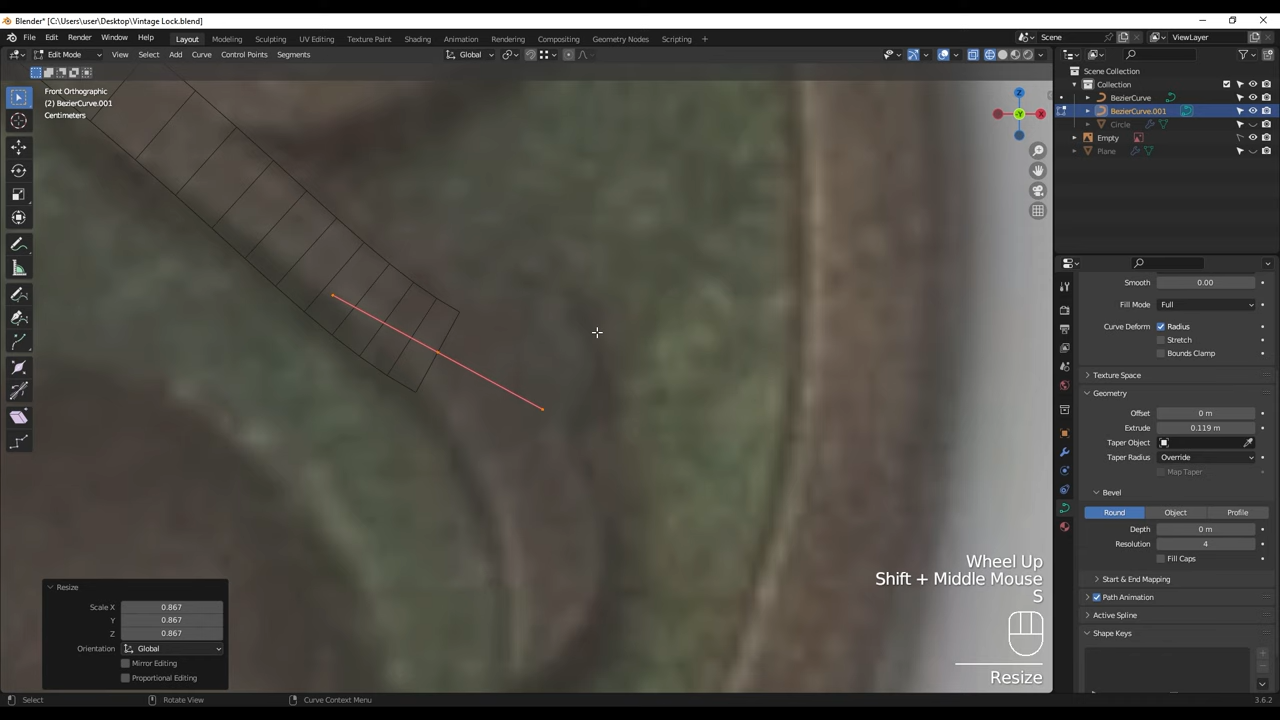 Blender* [C:\Users\user\Desktop\Vintage Lock.blend]
File Edit Render Window Help Layout Modeling Sculpting UV Editing Texture Paint Shading Animation Rendering Compositing Geometry Nodes Scripting + Scene ViewLayer
Edit Mode View Select Add Curve Control Points Segments Global
Scene Collection
Collection
BezierCurve
BezierCurve.001
Circle
Empty
Plane
Front Orthographic
(2) BezierCurve.001
Centimeters
Z
-Y
X
Smooth 0.00
Fill Mode Full
Curve Deform Radius
Stretch
Bounds Clamp
Texture Space
Geometry
Offset 0 m
Extrude 0.119 m
Taper Object
Taper Radius Override
Map Taper
Bevel
Round Object Profile
Depth 0 m
Resolution 4
Fill Caps
Start & End Mapping
Path Animation
Active Spline
Shape Keys
Wheel Up
Shift + Middle Mouse
S
Resize
Resize
Scale X 0.867
Y 0.867
Z 0.867
Orientation Global
Mirror Editing
Proportional Editing
Select Rotate View Curve Context Menu 3.6.2